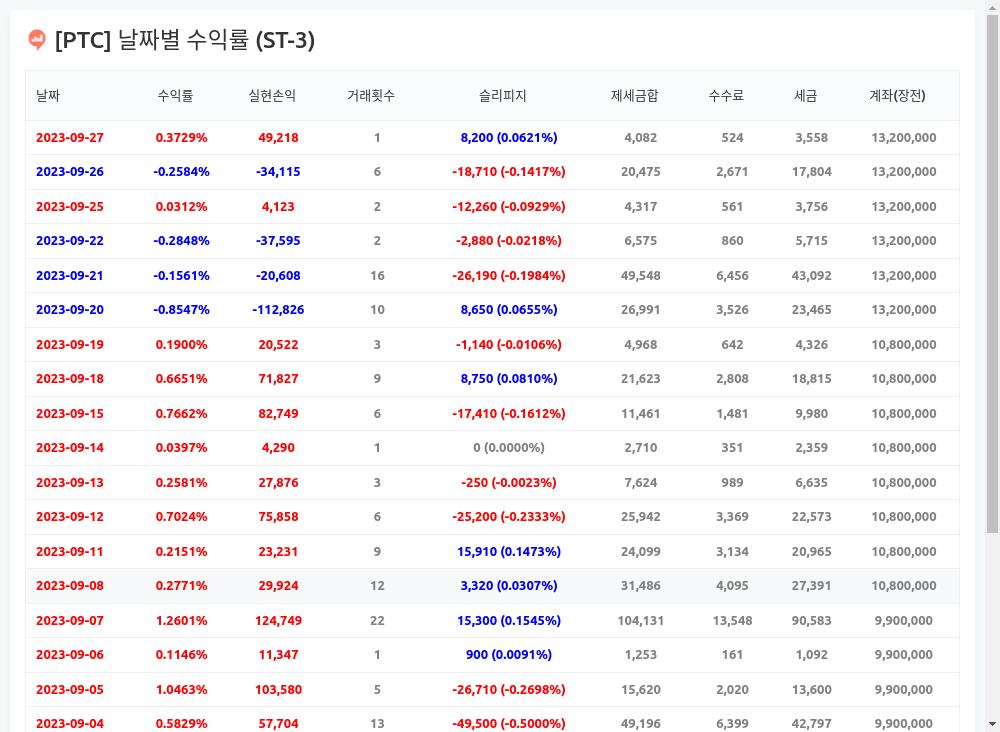 [PTC] 날짜별 수익률 (ST-3)
날짜 수익률 실현손익 거래횟수 슬리피지 제세금합 수수료 세금 계좌(장전)
2023-09-27 0.3729% 49,218 1 8,200 (0.0621%) 4,082 524 3,558 13,200,000
2023-09-26 -0.2584% -34,115 6 -18,710 (-0.1417%) 20,475 2,671 17,804 13,200,000
2023-09-25 0.0312% 4,123 2 -12,260 (-0.0929%) 4,317 561 3,756 13,200,000
2023-09-22 -0.2848% -37,595 2 -2,880 (-0.0218%) 6,575 860 5,715 13,200,000
2023-09-21 -0.1561% -20,608 16 -26,190 (-0.1984%) 49,548 6,456 43,092 13,200,000
2023-09-20 -0.8547% -112,826 10 8,650 (0.0655%) 26,991 3,526 23,465 13,200,000
2023-09-19 0.1900% 20,522 3 -1,140 (-0.0106%) 4,968 642 4,326 10,800,000
2023-09-18 0.6651% 71,827 9 8,750 (0.0810%) 21,623 2,808 18,815 10,800,000
2023-09-15 0.7662% 82,749 6 -17,410 (-0.1612%) 11,461 1,481 9,980 10,800,000
2023-09-14 0.0397% 4,290 1 0 (0.0000%) 2,710 351 2,359 10,800,000
2023-09-13 0.2581% 27,876 3 -250 (-0.0023%) 7,624 989 6,635 10,800,000
2023-09-12 0.7024% 75,858 6 -25,200 (-0.2333%) 25,942 3,369 22,573 10,800,000
2023-09-11 0.2151% 23,231 9 15,910 (0.1473%) 24,099 3,134 20,965 10,800,000
2023-09-08 0.2771% 29,924 12 3,320 (0.0307%) 31,486 4,095 27,391 10,800,000
2023-09-07 1.2601% 124,749 22 15,300 (0.1545%) 104,131 13,548 90,583 9,900,000
2023-09-06 0.1146% 11,347 1 900 (0.0091%) 1,253 161 1,092 9,900,000
2023-09-05 1.0463% 103,580 5 -26,710 (-0.2698%) 15,620 2,020 13,600 9,900,000
2023-09-04 0.5829% 57,704 13 -49,500 (-0.5000%) 49,196 6,399 42,797 9,900,000